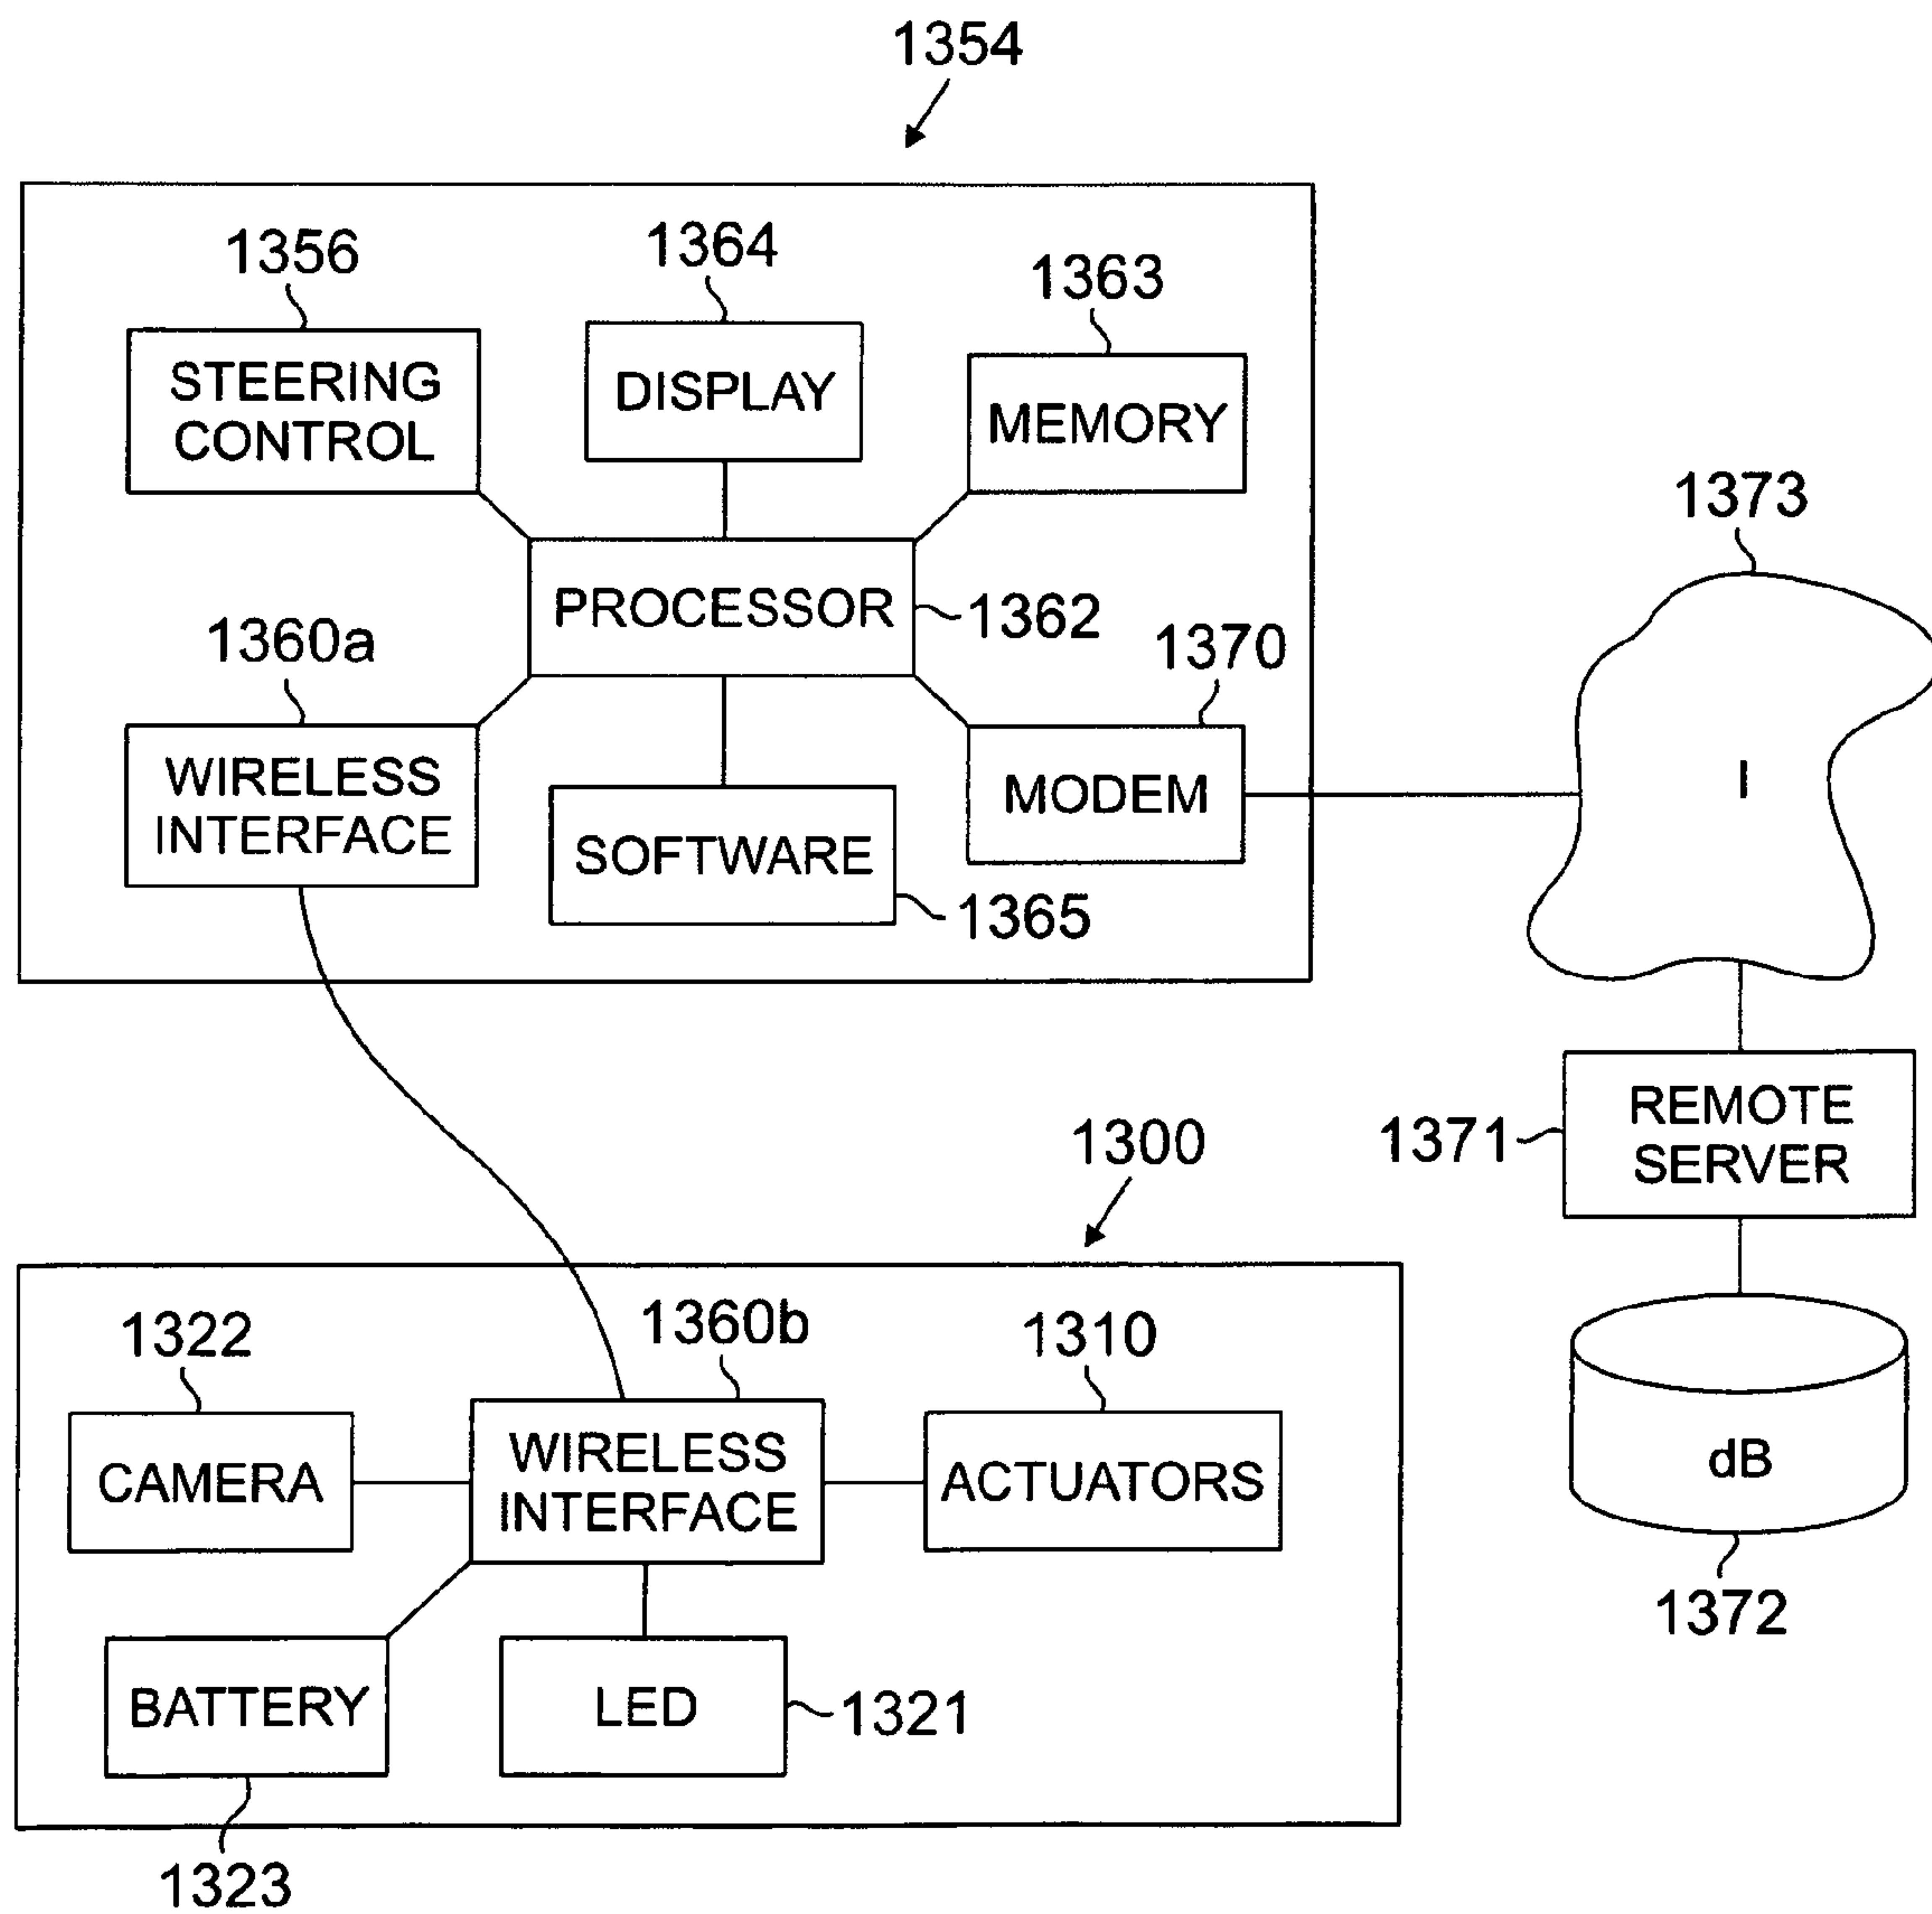 1354
1356
1364
1363
STEERING
CONTROL
DISPLAY
MEMORY
1373
PROCESSOR
1362
1360a
1370
WIRELESS
INTERFACE
MODEM
I
SOFTWARE
1365
1300
1371
REMOTE
SERVER
1322
1360b
1310
CAMERA
WIRELESS
INTERFACE
ACTUATORS
dB
1372
BATTERY
LED
1321
1323